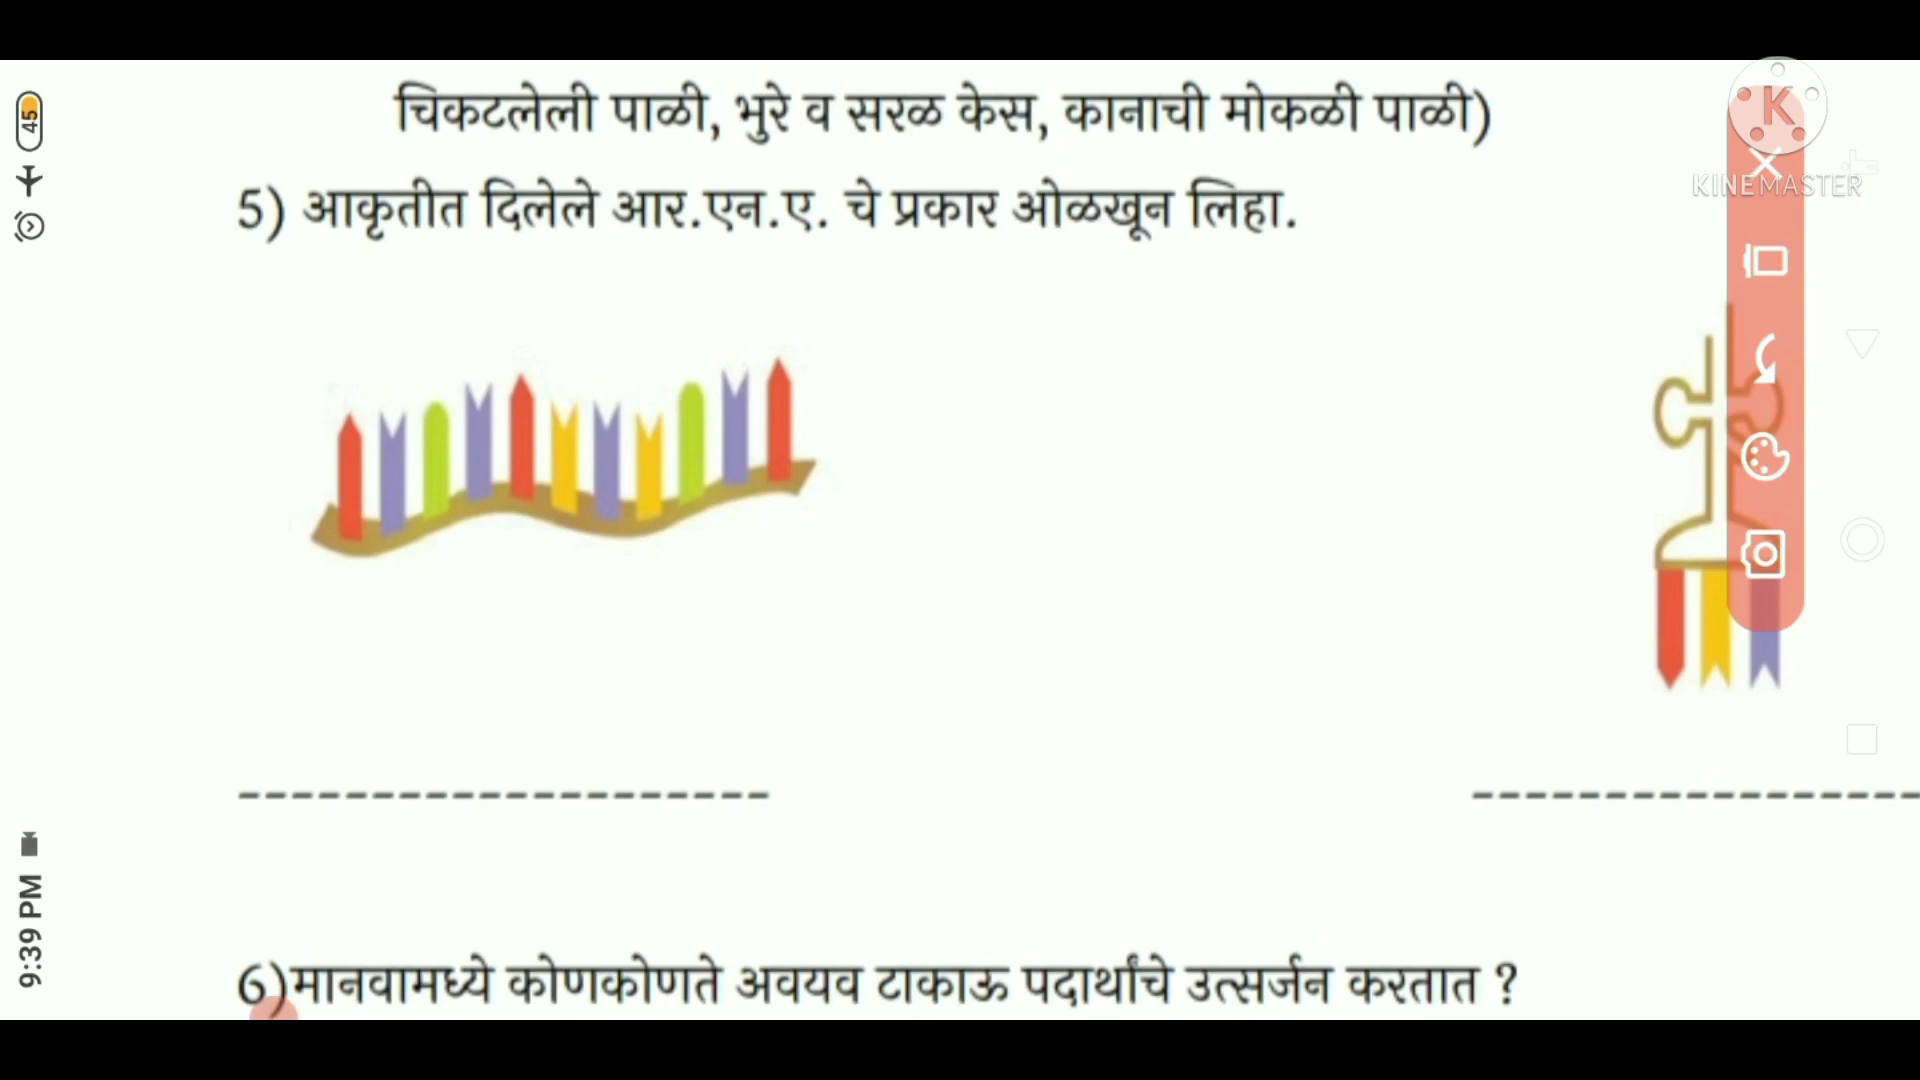 चिकटलेली पाळी, भुरे व सरळ केस, कानाची मोकळी पाळी)
5) आकृतीत दिलेले आर.एन.ए. चे प्रकार ओळखून लिहा.
6)मानवामध्ये कोणकोणते अवयव टाकाऊ पदार्थांचे उत्सर्जन करतात ?
45
9:39 PM
K
KINEMASTER